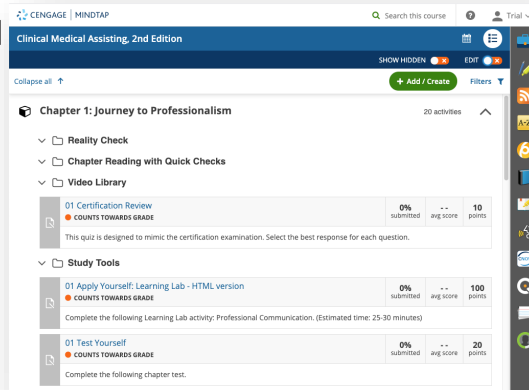 CENGAGE | MINDTAP
Search this course
? Trial
Clinical Medical Assisting, 2nd Edition
SHOW HIDDEN x EDIT x
Collapse all ↑ + Add / Create Filters
Chapter 1: Journey to Professionalism 20 activities
Reality Check
Chapter Reading with Quick Checks
Video Library
01 Certification Review 0% -- 10
COUNTS TOWARDS GRADE submitted avg score points
This quiz is designed to mimic the certification examination. Select the best response for each question.
Study Tools
01 Apply Yourself: Learning Lab - HTML version 0% -- 100
COUNTS TOWARDS GRADE submitted avg score points
Complete the following Learning Lab activity: Professional Communication. (Estimated time: 25-30 minutes)
01 Test Yourself 0% -- 20
COUNTS TOWARDS GRADE submitted avg score points
Complete the following chapter test.
A-Z